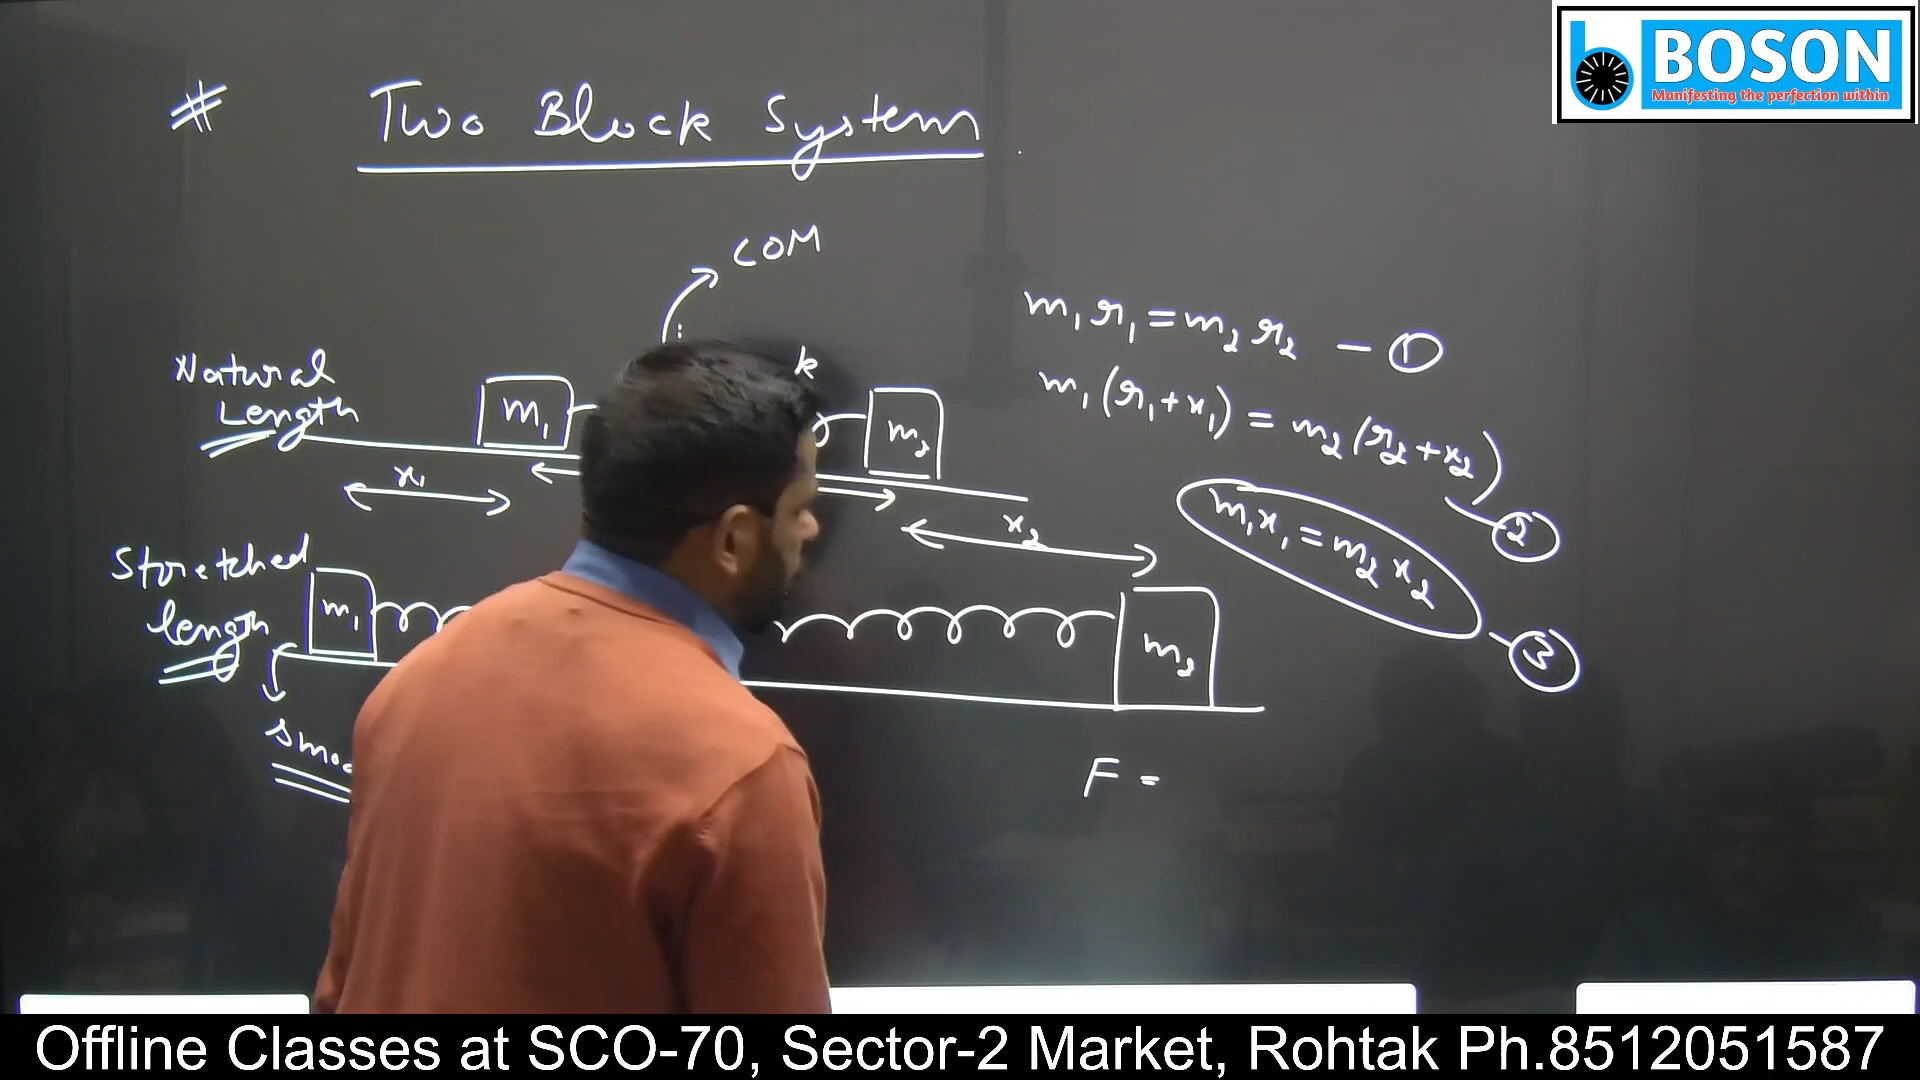 BOSON
Manifesting the perfection within
# Two Block System
COM
Natural
Length
m₁
k
m₂
x₁
x₂
Stretched
length
m₁
m₂
F =
m₁r₁ = m₂r₂ — ①
m₁(r₁+x₁) = m₂(r₂+x₂)
②
m₁x₁ = m₂x₂
③
Offline Classes at SCO-70, Sector-2 Market, Rohtak Ph.8512051587